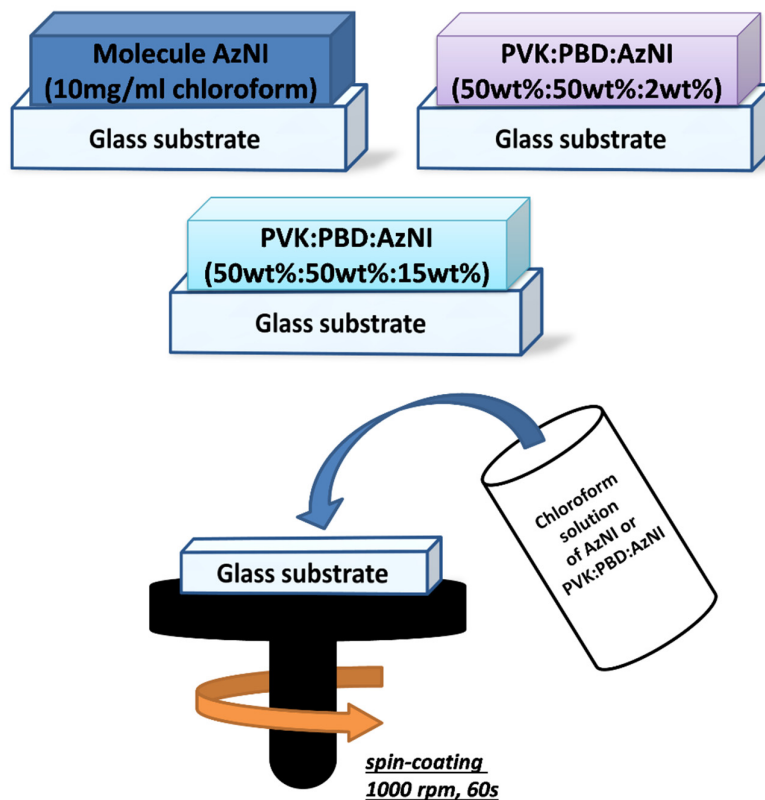 Molecule AzNI
(10mg/ml chloroform)
Glass substrate
PVK:PBD:AzNI
(50wt%:50wt%:2wt%)
Glass substrate
PVK:PBD:AzNI
(50wt%:50wt%:15wt%)
Glass substrate
Chloroform
solution
of AzNI or
PVK:PBD:AzNI
Glass substrate
spin-coating
1000 rpm, 60s